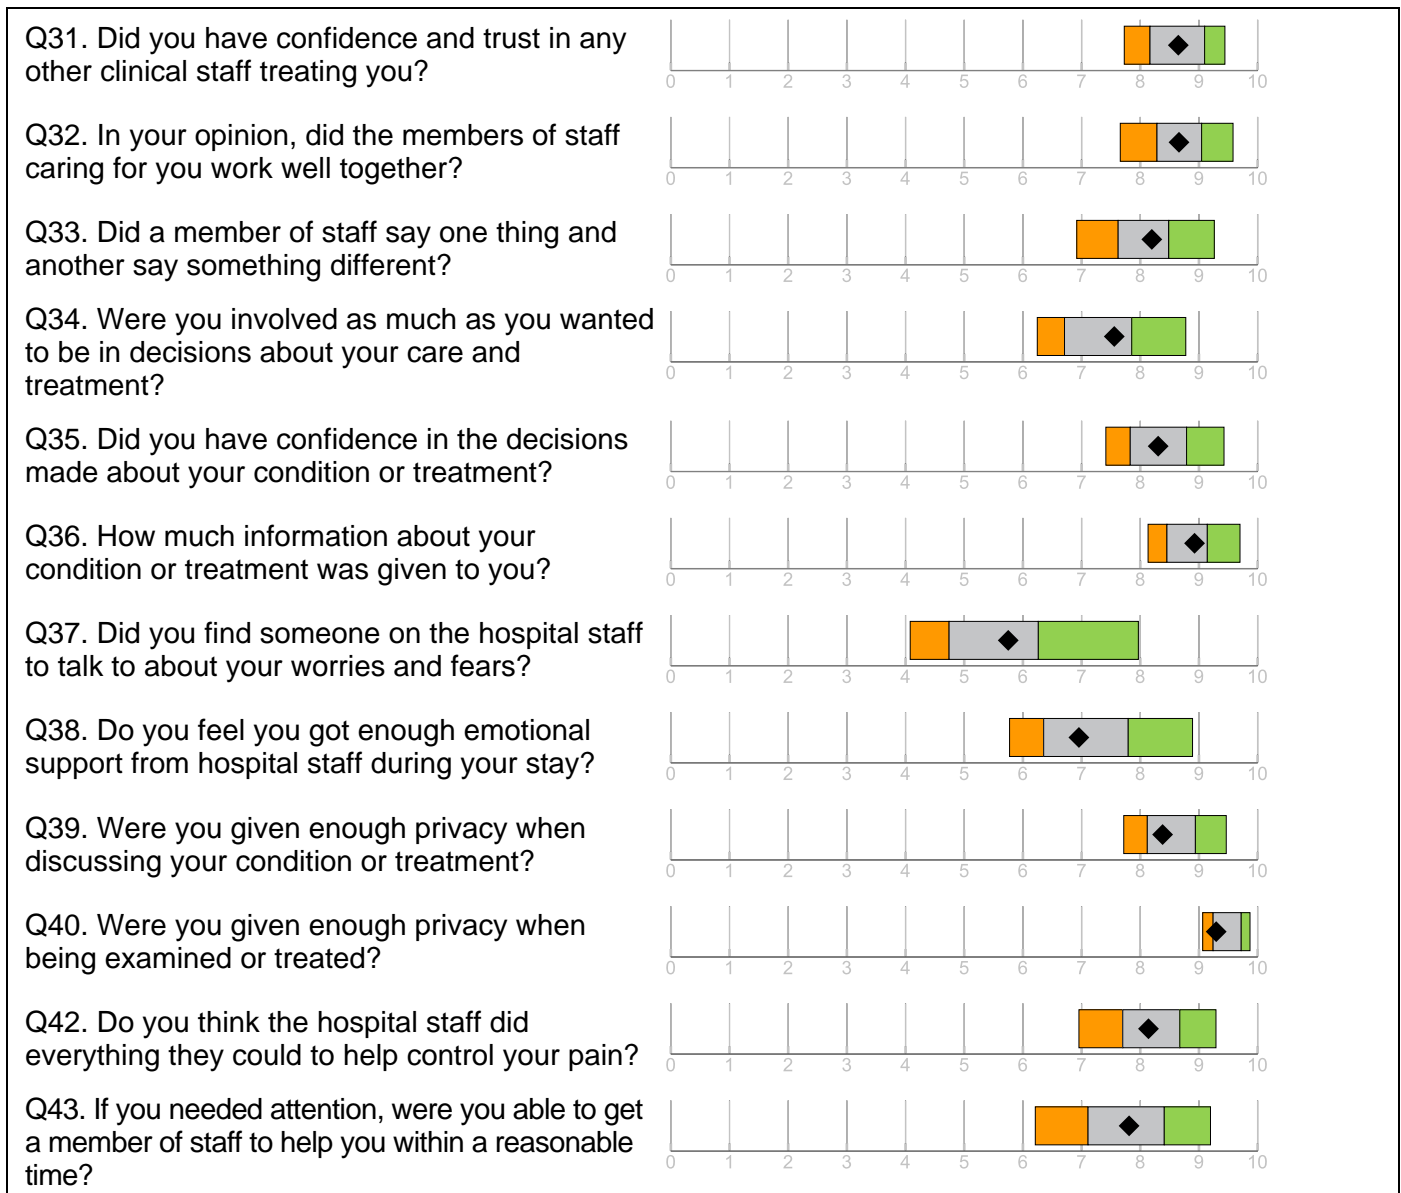 Q31. Did you have confidence and trust in any
other clinical staff treating you?
0 1 2 3 4 5 6 7 8 9 10
Q32. In your opinion, did the members of staff
caring for you work well together?
0 1 2 3 4 5 6 7 8 9 10
Q33. Did a member of staff say one thing and
another say something different?
0 1 2 3 4 5 6 7 8 9 10
Q34. Were you involved as much as you wanted
to be in decisions about your care and
treatment?
0 1 2 3 4 5 6 7 8 9 10
Q35. Did you have confidence in the decisions
made about your condition or treatment?
0 1 2 3 4 5 6 7 8 9 10
Q36. How much information about your
condition or treatment was given to you?
0 1 2 3 4 5 6 7 8 9 10
Q37. Did you find someone on the hospital staff
to talk to about your worries and fears?
0 1 2 3 4 5 6 7 8 9 10
Q38. Do you feel you got enough emotional
support from hospital staff during your stay?
0 1 2 3 4 5 6 7 8 9 10
Q39. Were you given enough privacy when
discussing your condition or treatment?
0 1 2 3 4 5 6 7 8 9 10
Q40. Were you given enough privacy when
being examined or treated?
0 1 2 3 4 5 6 7 8 9 10
Q42. Do you think the hospital staff did
everything they could to help control your pain?
0 1 2 3 4 5 6 7 8 9 10
Q43. If you needed attention, were you able to get
a member of staff to help you within a reasonable
time?
0 1 2 3 4 5 6 7 8 9 10